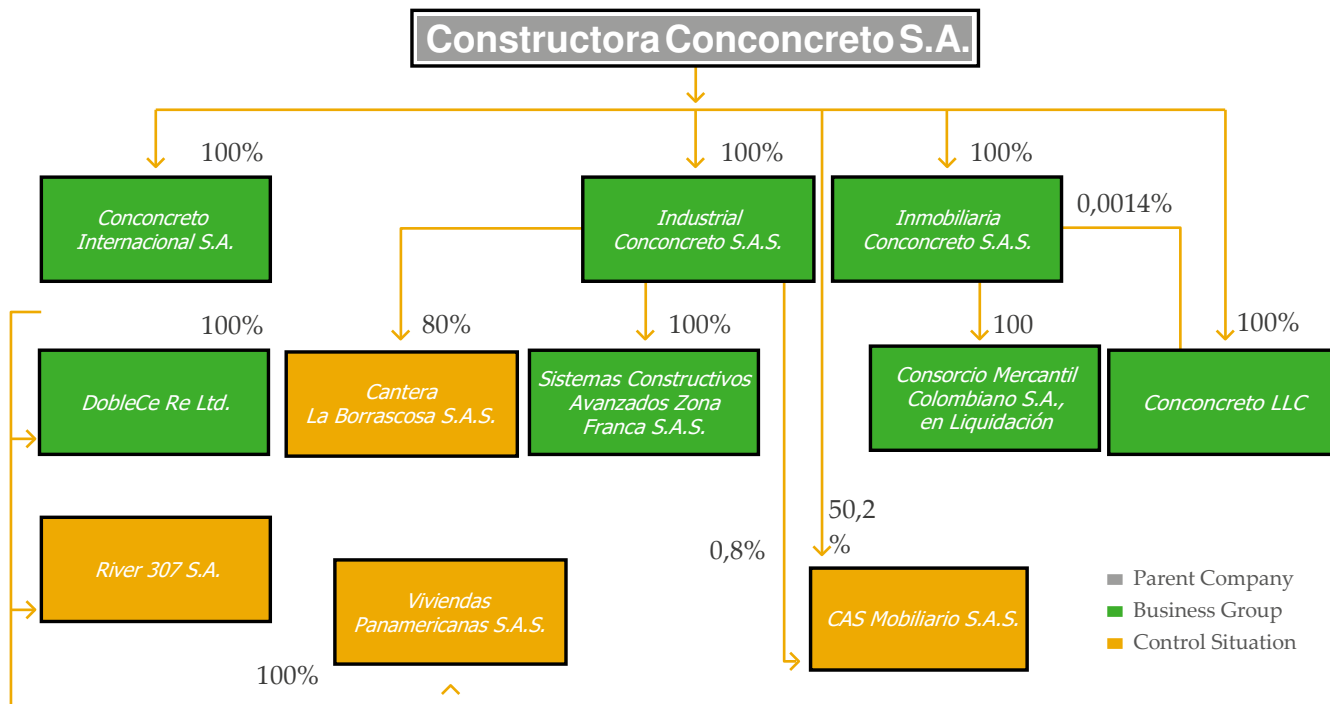 Constructora Conconcreto S.A.
100%
100%
100%
Conconcreto
Internacional S.A.
Industrial
Conconcreto S.A.S.
Inmobiliaria
Conconcreto S.A.S.
0,0014%
100%
80%
100%
100
100%
DobleCe Re Ltd.
Cantera
La Borrascosa S.A.S.
Sistemas Constructivos
Avanzados Zona
Franca S.A.S.
Consorcio Mercantil
Colombiano S.A.,
en Liquidación
Conconcreto LLC
50,2
%
0,8%
River 307 S.A.
Viviendas
Panamericanas S.A.S.
CAS Mobiliario S.A.S.
Parent Company
Business Group
Control Situation
100%